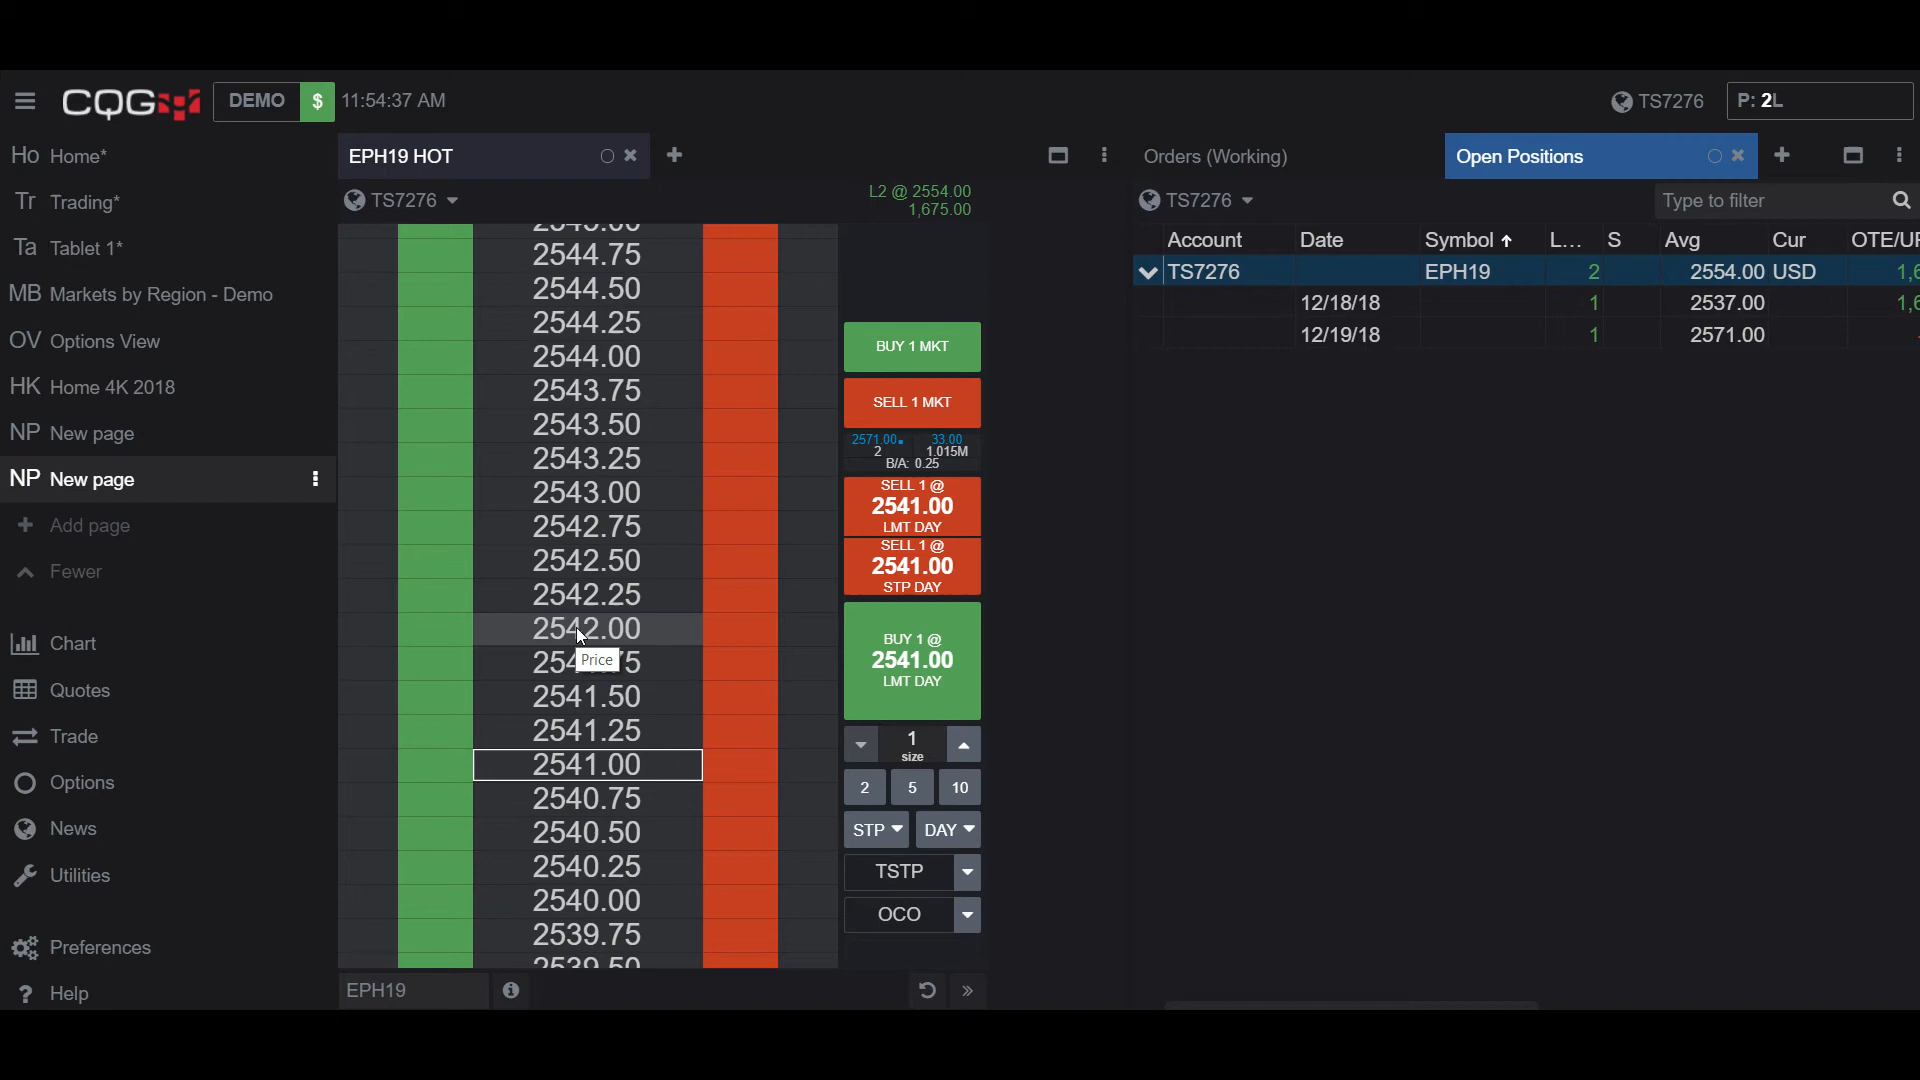 CQG DEMO $ 11:54:37 AM TS7276 P: 2L
Ho Home*
Tr Trading*
Ta Tablet 1*
MB Markets by Region - Demo
OV Options View
HK Home 4K 2018
NP New page
NP New page
Add page
Fewer
Chart
Quotes
Trade
Options
News
Utilities
Preferences
? Help
EPH19 HOT
TS7276
L2 @ 2554.00
1,675.00
2544.75
2544.50
2544.25
2544.00
2543.75
2543.50
2543.25
2543.00
2542.75
2542.50
2542.25
2542.00
Price
2541.50
2541.25
2541.00
2540.75
2540.50
2540.25
2540.00
2539.75
2539.50
BUY 1 MKT
SELL 1 MKT
2571.00 33.00
2 1.015M
B/A: 0.25
SELL 1 @
2541.00
LMT DAY
SELL 1 @
2541.00
STP DAY
BUY 1 @
2541.00
LMT DAY
1
size
2 5 10
STP DAY
TSTP
OCO
EPH19
Orders (Working) Open Positions
TS7276 Type to filter
Account Date Symbol L... S Avg Cur
TS7276 EPH19 2 2554.00 USD
12/18/18 1 2537.00
12/19/18 1 2571.00